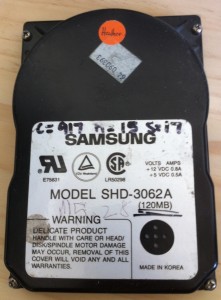 C=917 H=15 S=17
SAMSUNG
E75831
LR50298
VOLTS AMPS
+ 12 VDC 0.8A
+ 5 VDC 0.5A
MODEL SHD-3062A
(120MB)
WARNING
DELICATE PRODUCT
HANDLE WITH CARE OR HEAD/
DISK/SPINDLE MOTOR DAMAGE
MAY OCCUR, REMOVAL OF THIS
COVER WILL VOID ANY AND ALL
WARRANTIES.
MADE IN KOREA